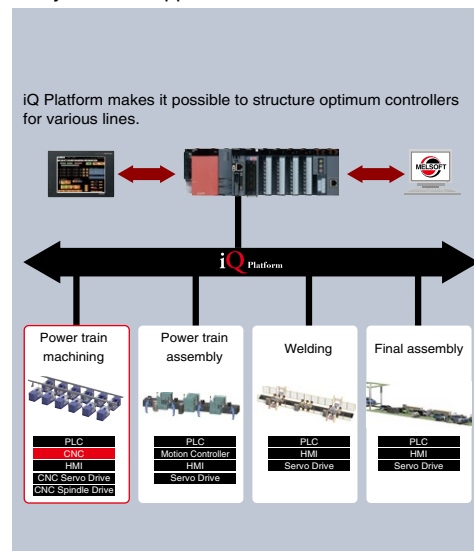 iQ Platform makes it possible to structure optimum controllers
for various lines.
MELSOFT
iQ Platform
Power train
machining
PLC
CNC
HMI
CNC Servo Drive
CNC Spindle Drive
Power train
assembly
PLC
Motion Controller
HMI
Servo Drive
Welding
PLC
HMI
Servo Drive
Final assembly
PLC
HMI
Servo Drive